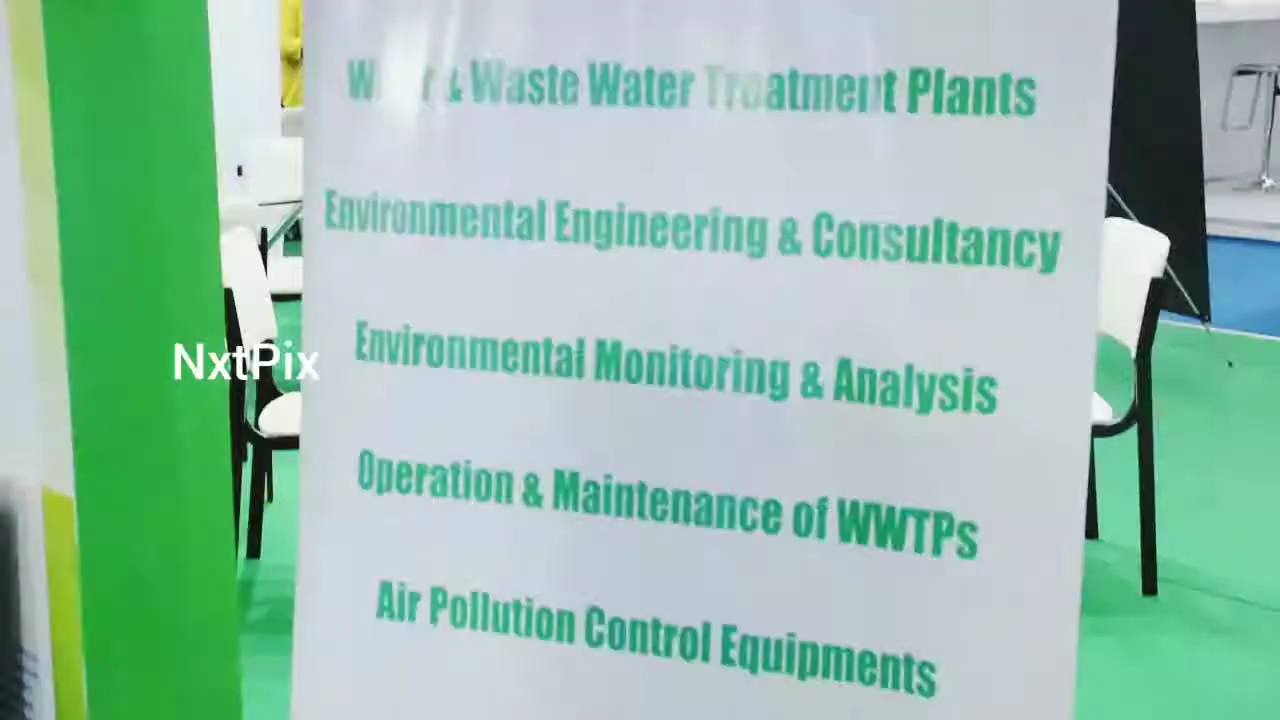 Water & Waste Water Treatment Plants
Environmental Engineering & Consultancy
Environmental Monitoring & Analysis
NxtPix
Operation & Maintenance of WWTPs
Air Pollution Control Equipments